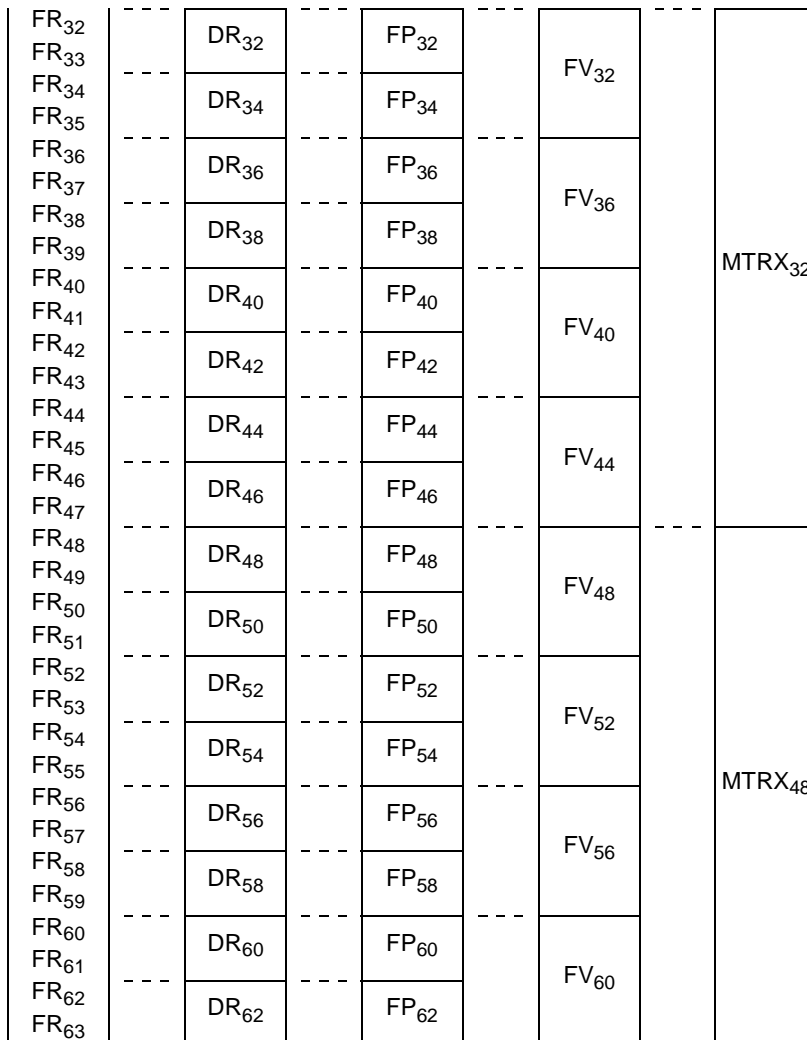 FR32 DR32 FP32
FR33 FV32
FR34 DR34 FP34
FR35
FR36 DR36 FP36
FR37 FV36
FR38 DR38 FP38
FR39 MTRX32
FR40 DR40 FP40
FR41 FV40
FR42 DR42 FP42
FR43
FR44 DR44 FP44
FR45 FV44
FR46 DR46 FP46
FR47
FR48 DR48 FP48
FR49 FV48
FR50 DR50 FP50
FR51
FR52 DR52 FP52
FR53 FV52
FR54 DR54 FP54
FR55 MTRX48
FR56 DR56 FP56
FR57 FV56
FR58 DR58 FP58
FR59
FR60 DR60 FP60
FR61 FV60
FR62 DR62 FP62
FR63